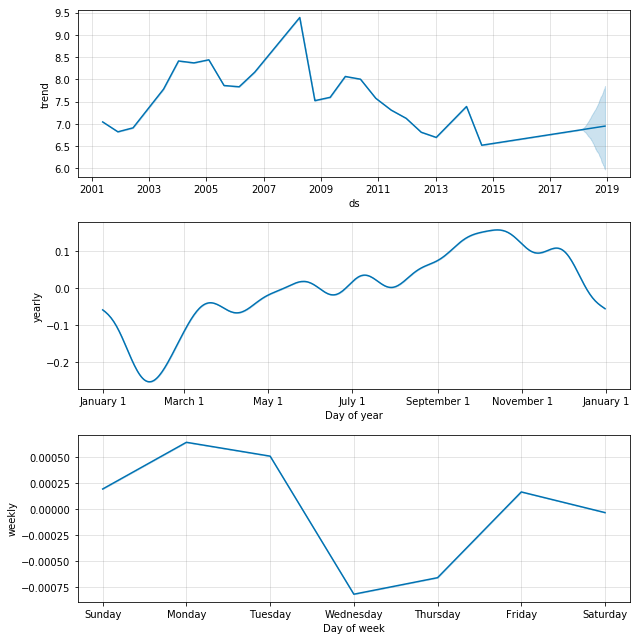 9.5
9.0
8.5
8.0
7.5
7.0
6.5
6.0
trend
2001 2003 2005 2007 2009 2011 2013 2015 2017 2019
ds
0.1
0.0
−0.1
−0.2
yearly
January 1 March 1 May 1 July 1 September 1 November 1 January 1
Day of year
0.00050
0.00025
0.00000
−0.00025
−0.00050
−0.00075
weekly
Sunday Monday Tuesday Wednesday Thursday Friday Saturday
Day of week